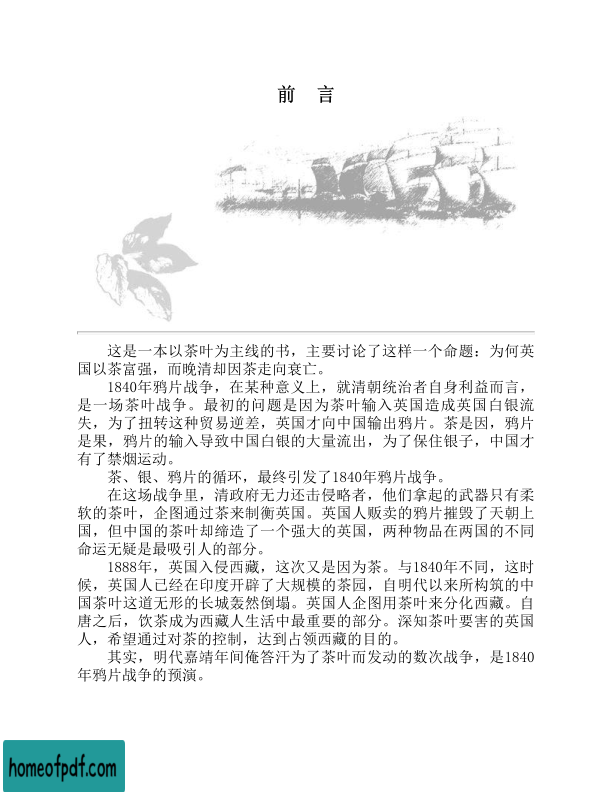 前 言
这是一本以茶叶为主线的书，主要讨论了这样一个命题：为何英
国以茶富强，而晚清却因茶走向衰亡。
1840年鸦片战争，在某种意义上，就清朝统治者自身利益而言，
是一场茶叶战争。最初的问题是因为茶叶输入英国造成英国白银流
失，为了扭转这种贸易逆差，英国才向中国输出鸦片。茶是因，鸦片
是果，鸦片的输入导致中国白银的大量流出，为了保住银子，中国才
有了禁烟运动。
茶、银、鸦片的循环，最终引发了1840年鸦片战争。
在这场战争里，清政府无力还击侵略者，他们拿起的武器只有柔
软的茶叶，企图通过茶来制衡英国。英国人贩卖的鸦片摧毁了天朝上
国，但中国的茶叶却缔造了一个强大的英国，两种物品在两国的不同
命运无疑是最吸引人的部分。
1888年，英国入侵西藏，这次又是因为茶。与1840年不同，这时
候，英国人已经在印度开辟了大规模的茶园，自明代以来所构筑的中
国茶叶这道无形的长城轰然倒塌。英国人企图用茶叶来分化西藏。自
唐之后，饮茶成为西藏人生活中最重要的部分。深知茶叶要害的英国
人，希望通过对茶的控制，达到占领西藏的目的。
其实，明代嘉靖年间俺答汗为了茶叶而发动的数次战争，是1840
年鸦片战争的预演。
homeofpdf.com